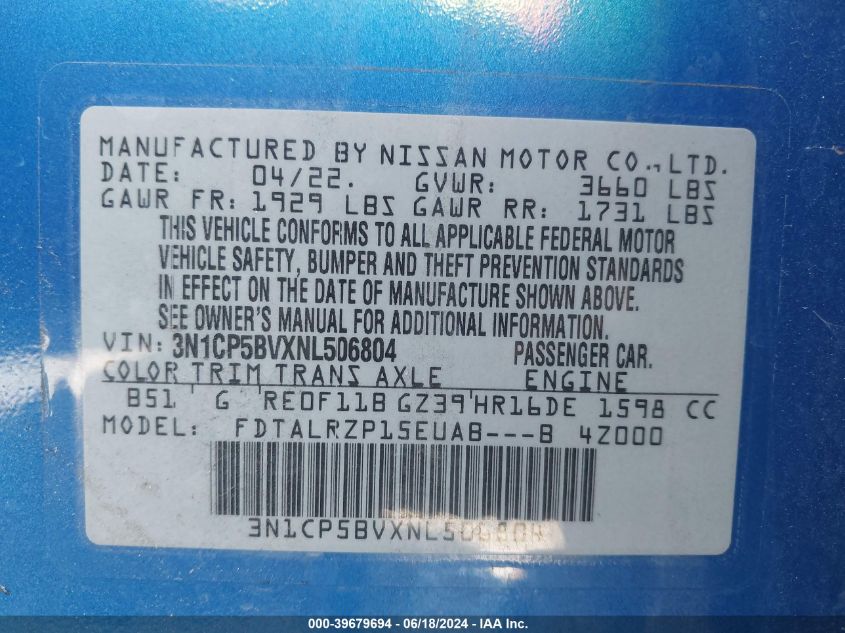 MANUFACTURED BY NISSAN MOTOR CO.,LTD.
DATE: 04/22. GVWR: 3660 LBS
GAWR FR: 1929 LBS GAWR RR: 1731 LBS
THIS VEHICLE CONFORMS TO ALL APPLICABLE FEDERAL MOTOR
VEHICLE SAFETY, BUMPER AND THEFT PREVENTION STANDARDS
IN EFFECT ON THE DATE OF MANUFACTURE SHOWN ABOVE.
SEE OWNER'S MANUAL FOR ADDITIONAL INFORMATION.
VIN: 3N1CP5BVXNL506804 PASSENGER CAR.
COLOR TRIM TRANS AXLE ENGINE
B51 G RE0F11B GZ39 HR16DE 1598 CC
MODEL: FDTALRZP15EUAB---B 4Z000
3N1CP5BVXNL506804
000-39679694 - 06/18/2024 - IAA Inc.